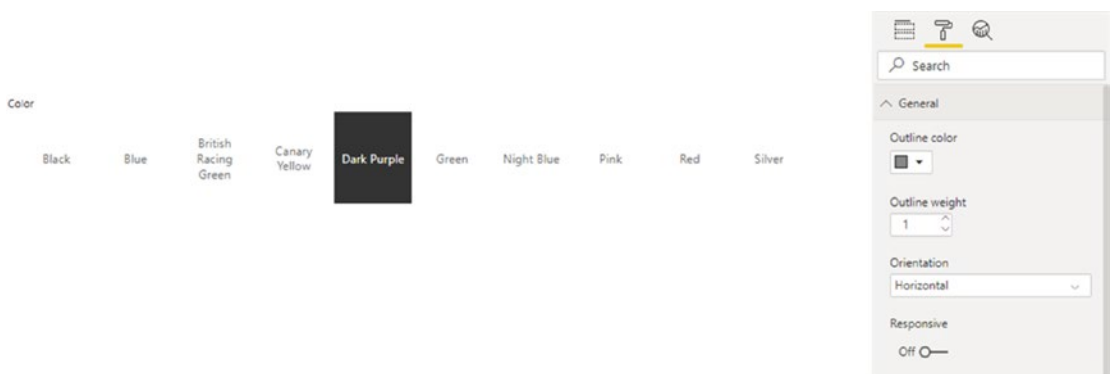 Color
Black
Blue
British
Racing
Green
Canary
Yellow
Dark Purple
Green
Night Blue
Pink
Red
Silver
Search
General
Outline color
Outline weight
1
Orientation
Horizontal
Responsive
Off